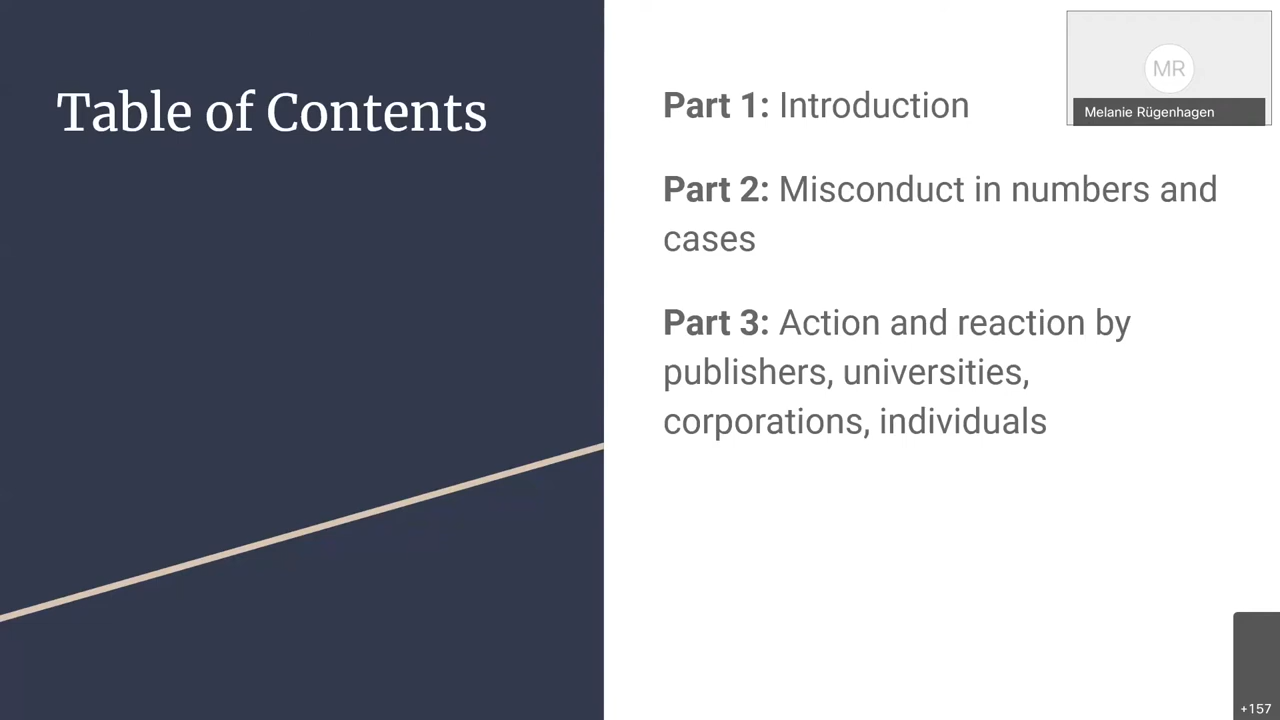 Table of Contents
Part 1: Introduction
Part 2: Misconduct in numbers and
cases
Part 3: Action and reaction by
publishers, universities,
corporations, individuals
MR
Melanie Rügenhagen
+157